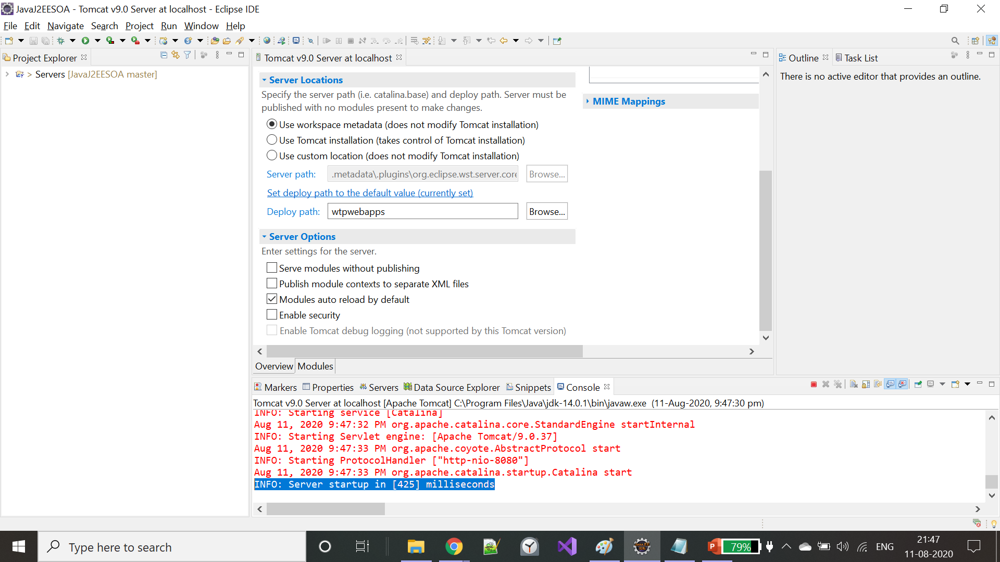 JavaJ2EESOA - Tomcat v9.0 Server at localhost - Eclipse IDE
File Edit Navigate Search Project Run Window Help
Project Explorer
> Servers [JavaJ2EESOA master]
Tomcat v9.0 Server at localhost
Server Locations
Specify the server path (i.e. catalina.base) and deploy path. Server must be
published with no modules present to make changes.
Use workspace metadata (does not modify Tomcat installation)
Use Tomcat installation (takes control of Tomcat installation)
Use custom location (does not modify Tomcat installation)
Server path: .metadata\.plugins\org.eclipse.wst.server.core Browse...
Set deploy path to the default value (currently set)
Deploy path: wtpwebapps Browse...
Server Options
Enter settings for the server.
Serve modules without publishing
Publish module contexts to separate XML files
Modules auto reload by default
Enable security
Enable Tomcat debug logging (not supported by this Tomcat version)
MIME Mappings
Overview Modules
Outline Task List
There is no active editor that provides an outline.
Markers Properties Servers Data Source Explorer Snippets Console
Tomcat v9.0 Server at localhost [Apache Tomcat] C:\Program Files\Java\jdk-14.0.1\bin\javaw.exe (11-Aug-2020, 9:47:30 pm)
INFO: Starting service [Catalina]
Aug 11, 2020 9:47:32 PM org.apache.catalina.core.StandardEngine startInternal
INFO: Starting Servlet engine: [Apache Tomcat/9.0.37]
Aug 11, 2020 9:47:33 PM org.apache.coyote.AbstractProtocol start
INFO: Starting ProtocolHandler ["http-nio-8080"]
Aug 11, 2020 9:47:33 PM org.apache.catalina.startup.Catalina start
INFO: Server startup in [425] milliseconds
Type here to search
Java EE
IDE
P
79%
ENG
21:47
11-08-2020